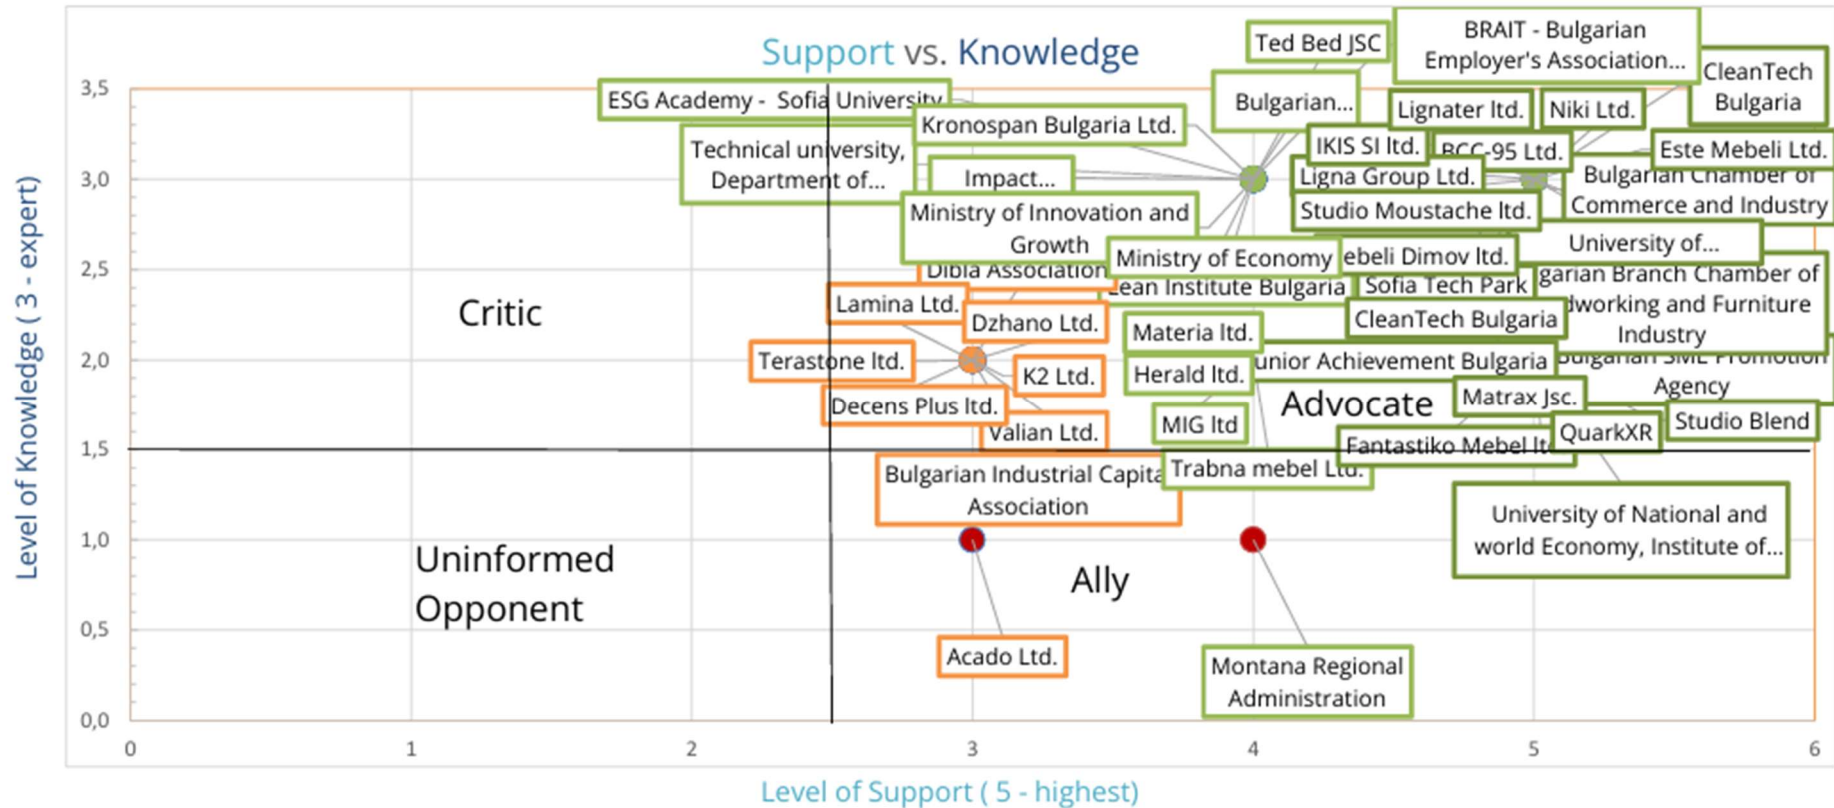 Support vs. Knowledge
Level of Knowledge ( 3 - expert)
3,5
3,0
2,5
2,0
1,5
1,0
0,5
0,0
0
1
2
3
4
5
6
Level of Support ( 5 - highest)
Critic
Uninformed
Opponent
Advocate
Ally
ESG Academy - Sofia University
Technical university,
Department of...
Kronospan Bulgaria Ltd.
Impact...
Ministry of Innovation and
Growth
Ted Bed JSC
Bulgarian...
BRAIT - Bulgarian
Employer's Association...
CleanTech
Bulgaria
Lignater ltd.
Niki Ltd.
IKIS SI ltd.
BCC-95 Ltd.
Este Mebeli Ltd.
Ligna Group Ltd.
Bulgarian Chamber of
Commerce and Industry
Studio Moustache ltd.
University of...
Ministry of Economy
ebeli Dimov ltd.
Dibla Association
ean Institute Bulgaria
Sofia Tech Park
garian Branch Chamber of
dworking and Furniture
Industry
Lamina Ltd.
Dzhano Ltd.
Materia ltd.
CleanTech Bulgaria
Terastone ltd.
K2 Ltd.
Herald ltd.
unior Achievement Bulgaria
Bulgarian SME Promotion
Agency
Decens Plus ltd.
Valian Ltd.
MIG ltd
Matrax Jsc.
Studio Blend
QuarkXR
Fantastiko Mebel lt
Bulgarian Industrial Capita
Association
Trabna mebel Ltd.
University of National and
world Economy, Institute of...
Acado Ltd.
Montana Regional
Administration